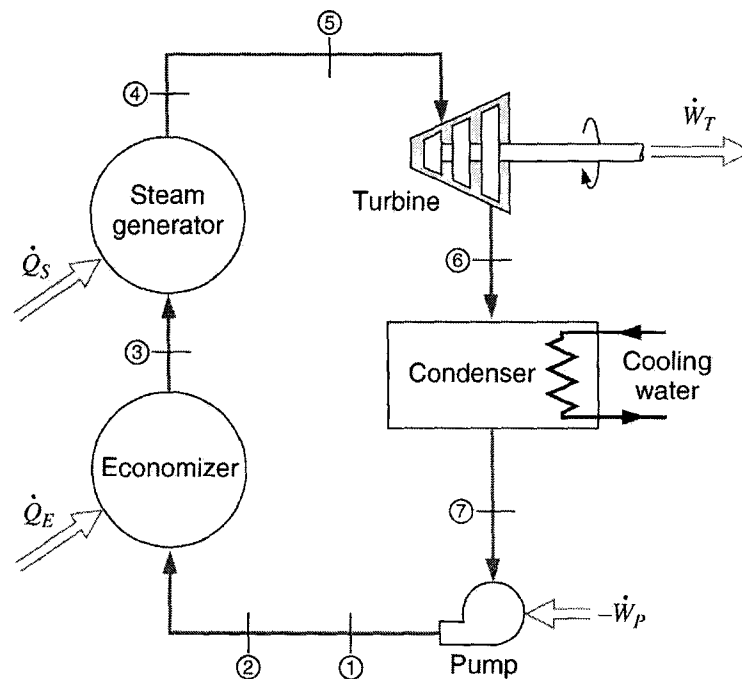 ⑤
④
Ẇ_T
Steam
generator
Turbine
Q̇_S
⑥
③
Condenser
Cooling
water
Economizer
Q̇_E
⑦
–Ẇ_P
②
①
Pump